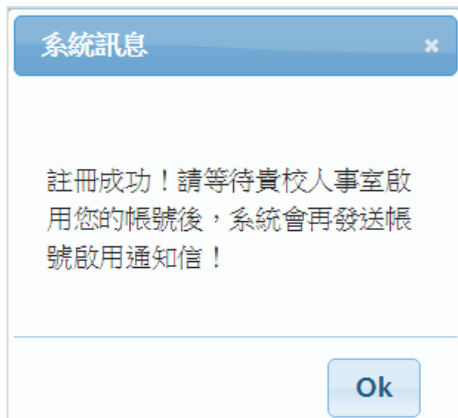 系統訊息
註冊成功！請等待貴校人事室啟
用您的帳號後，系統會再發送帳
號啟用通知信！
Ok